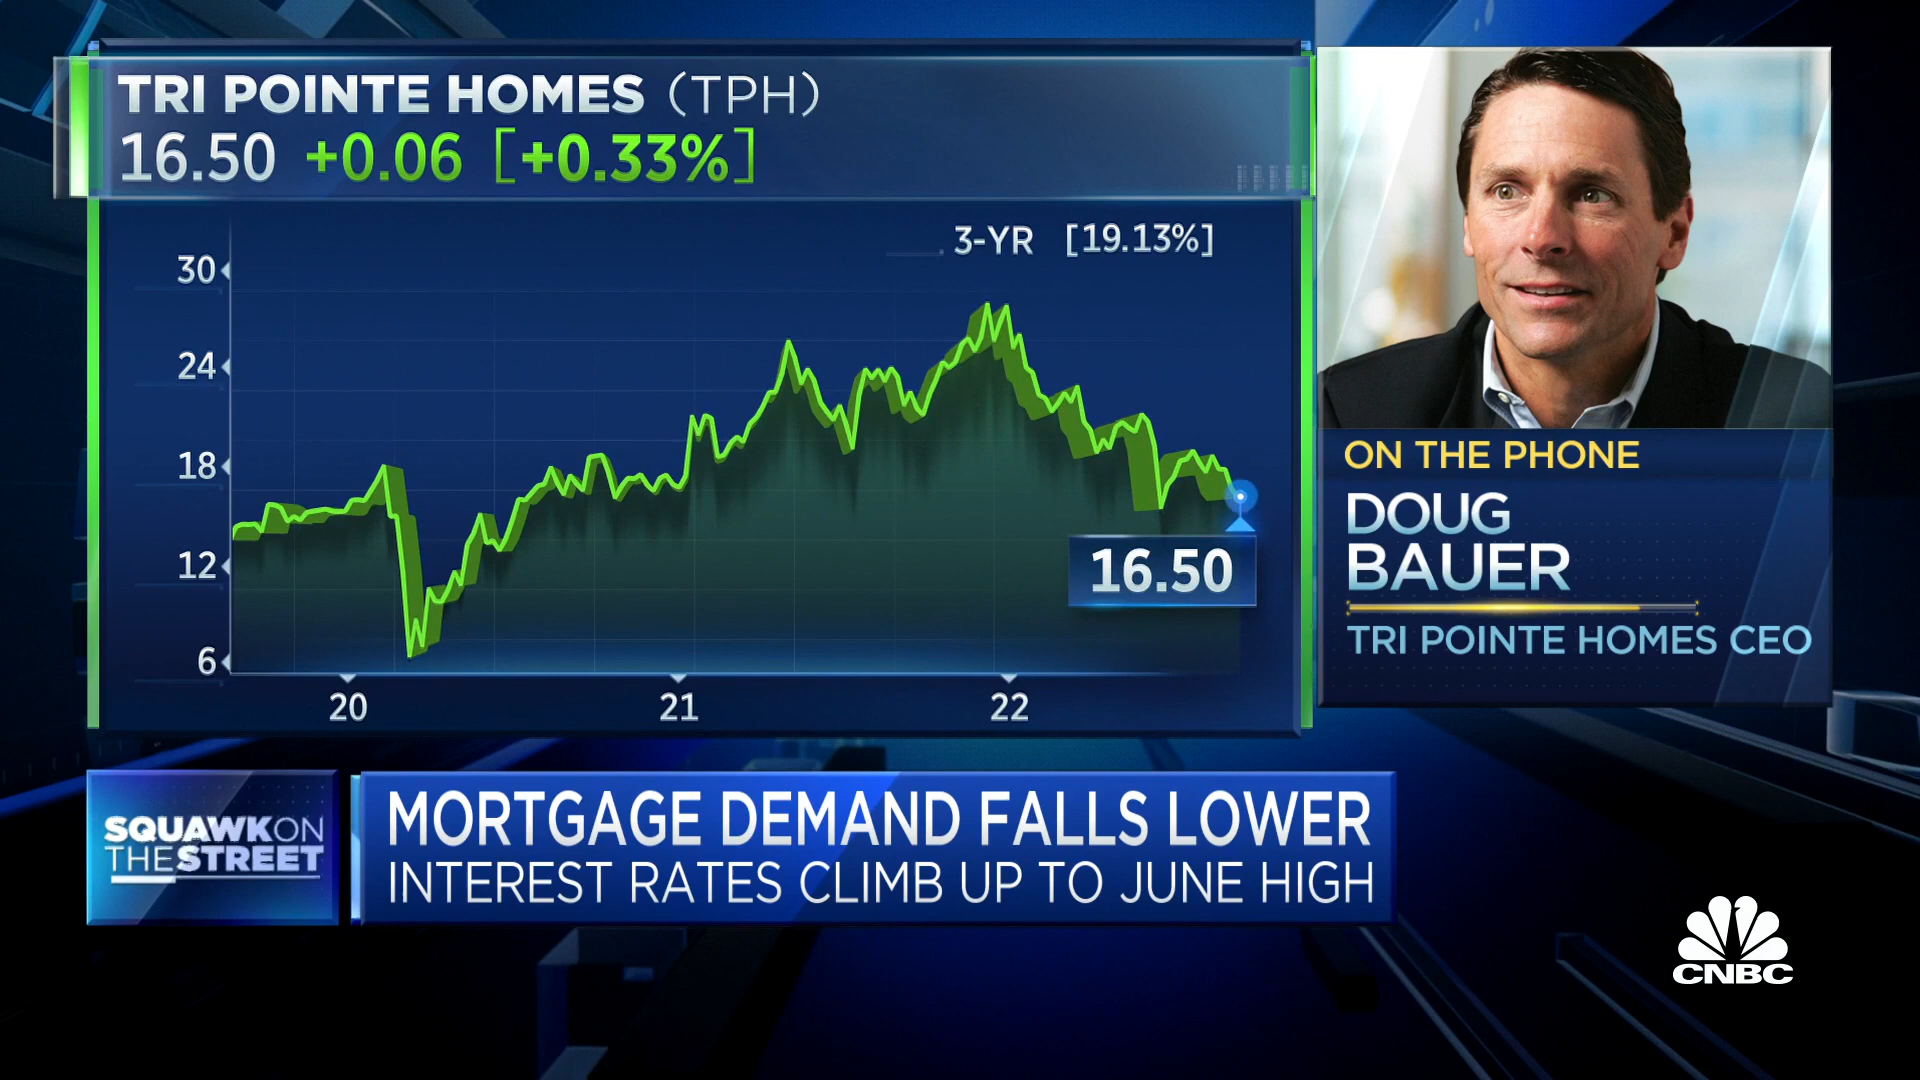 TRI POINTE HOMES (TPH)
16.50 +0.06 [+0.33%]
3-YR [19.13%]
30
24
18
12
6
16.50
20 21 22
ON THE PHONE
DOUG
BAUER
TRI POINTE HOMES CEO
SQUAWK ON
THE STREET
MORTGAGE DEMAND FALLS LOWER
INTEREST RATES CLIMB UP TO JUNE HIGH
CNBC